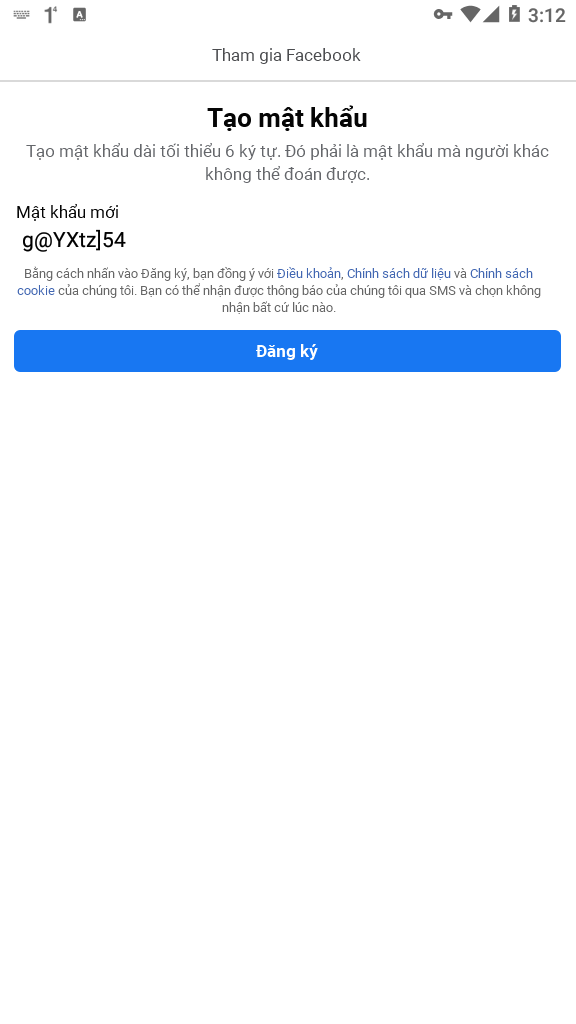 3:12
Tham gia Facebook
Tạo mật khẩu
Tạo mật khẩu dài tối thiểu 6 ký tự. Đó phải là mật khẩu mà người khác
không thể đoán được.
Mật khẩu mới
g@YXtz]54
Bằng cách nhấn vào Đăng ký, bạn đồng ý với Điều khoản, Chính sách dữ liệu và Chính sách
cookie của chúng tôi. Bạn có thể nhận được thông báo của chúng tôi qua SMS và chọn không
nhận bất cứ lúc nào.
Đăng ký